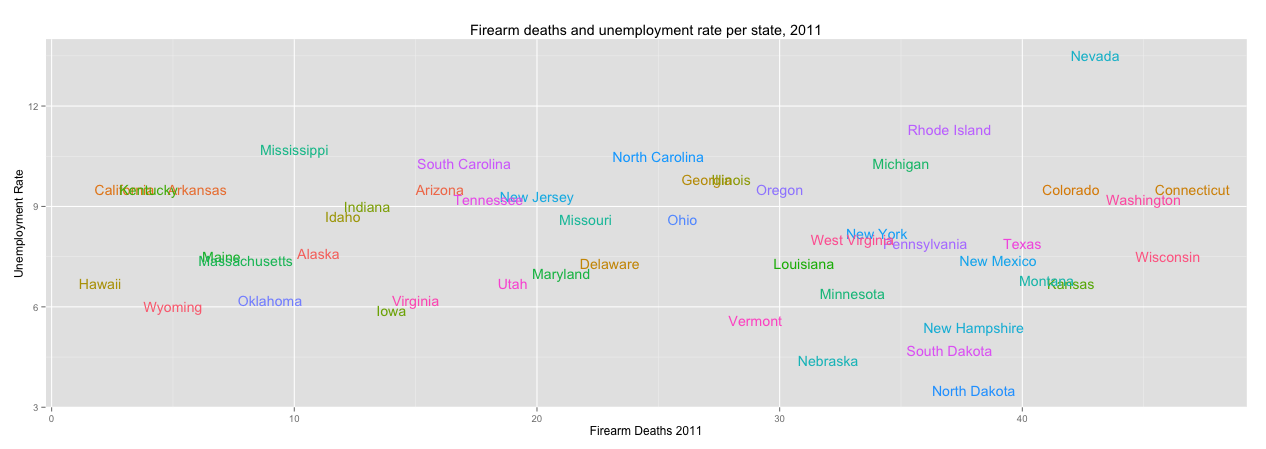 Firearm deaths and unemployment rate per state, 2011
Nevada
12
Rhode Island
Mississippi
North Carolina
South Carolina
Michigan
Georgia
Illinois
California
Kentucky
Arkansas
Arizona
Oregon
Colorado
Connecticut
Tennessee
New Jersey
Washington
9
Indiana
Idaho
Missouri
Ohio
New York
West Virginia
Pennsylvania
Texas
Maine
Massachusetts
Alaska
Delaware
Louisiana
New Mexico
Wisconsin
Maryland
Hawaii
Utah
Montana
Kansas
Minnesota
Wyoming
Oklahoma
Virginia
Iowa
6
Vermont
New Hampshire
South Dakota
Nebraska
North Dakota
3
Unemployment Rate
0 10 20 30 40
Firearm Deaths 2011